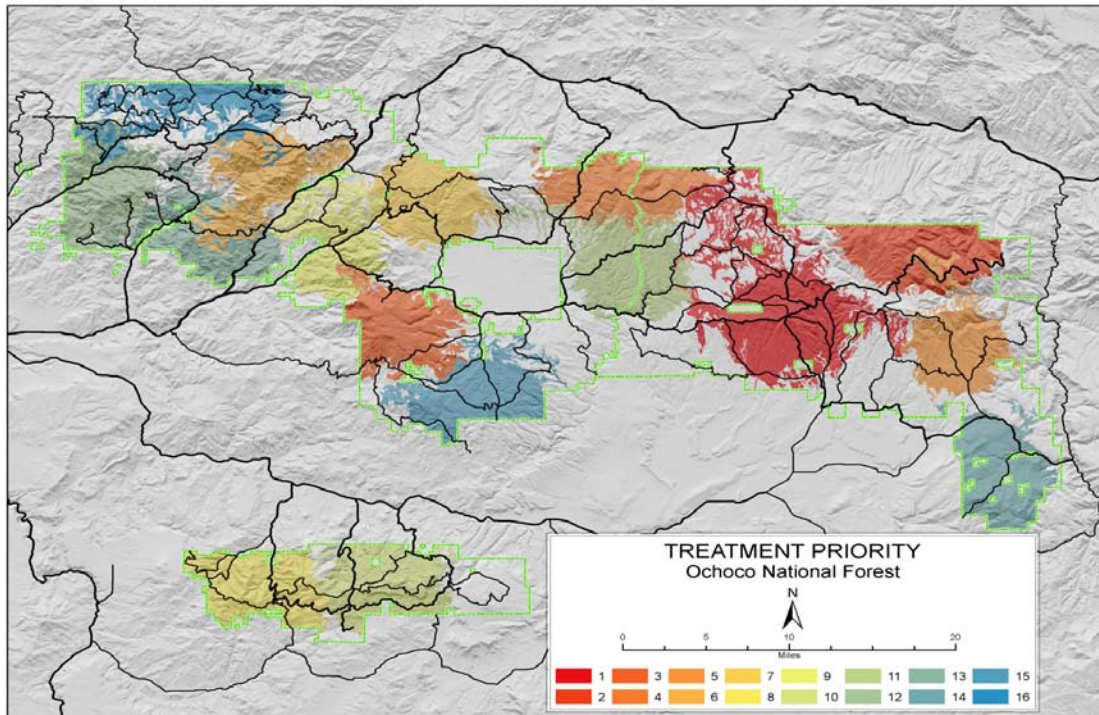 TREATMENT PRIORITY
Ochoco National Forest
N
0 5 10 20
Miles
1 3 5 7 9 11 13 15
2 4 6 8 10 12 14 16